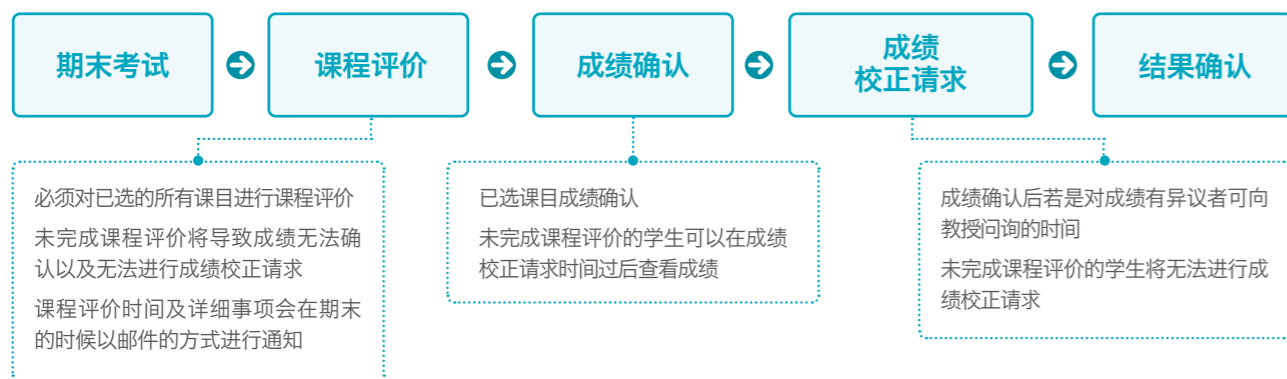 期末考试
课程评价
成绩确认
成绩
校正请求
结果确认
必须对已选的所有课目进行课程评价
未完成课程评价将导致成绩无法确
认以及无法进行成绩校正请求
课程评价时间及详细事项会在期末
的时候以邮件的方式进行通知
已选课目成绩确认
未完成课程评价的学生可以在成绩
校正请求时间过后查看成绩
成绩确认后若是对成绩有异议者可向
教授问询的时间
未完成课程评价的学生将无法进行成
绩校正请求